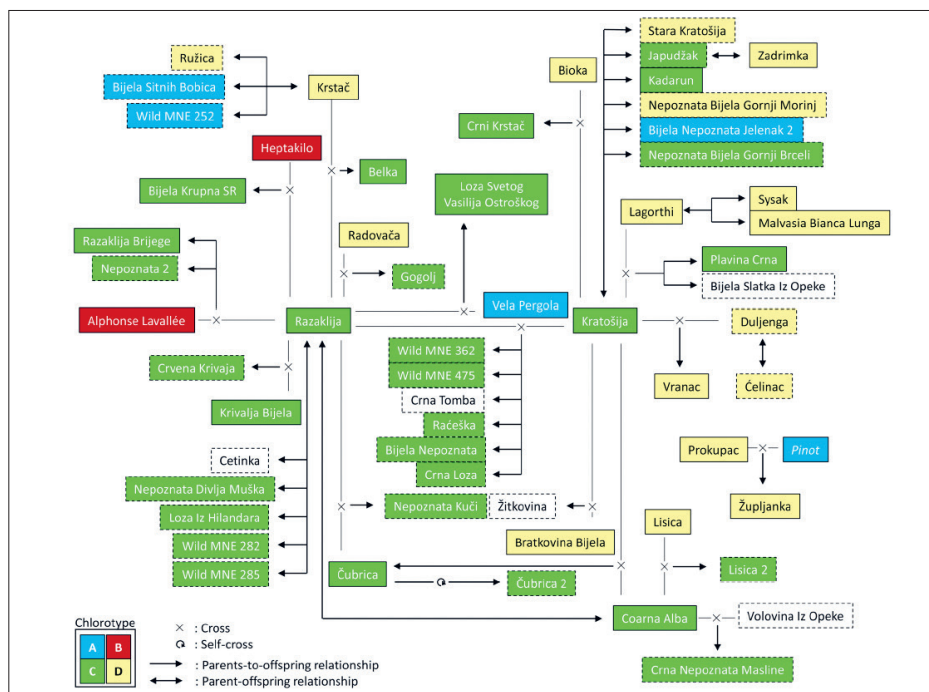 Stara Kratošija
Ružica
Japudžak
Zadrimka
Bioka
Bijela Sitnih Bobica
Krstač
Kadarun
Wild MNE 252
Nepoznata Bijela Gornji Morinj
Crni Krstač
Bijela Nepoznata Jelenak 2
Heptakilo
Nepoznata Bijela Gornji Brceli
Belka
Bijela Krupna SR
Loza Svetog
Vasilija Ostroškog
Sysak
Lagorthi
Malvasia Bianca Lunga
Radovača
Razaklija Brijege
Plavina Crna
Nepoznata 2
Gogolj
Bijela Slatka Iz Opeke
Vela Pergola
Alphonse Lavallée
Razaklija
Kratošija
Duljenga
Wild MNE 362
Crvena Krivaja
Wild MNE 475
Vranac
Ćelinac
Crna Tomba
Krivalja Bijela
Raćeška
Bijela Nepoznata
Prokupac
Pinot
Cetinka
Crna Loza
Nepoznata Divlja Muška
Nepoznata Kuči
Žitkovina
Župljanka
Loza Iz Hilandara
Lisica
Wild MNE 282
Bratkovina Bijela
Wild MNE 285
Čubrica
Čubrica 2
Lisica 2
Coarna Alba
Volovina Iz Opeke
Chlorotype
A B
C D
: Cross
: Self-cross
: Parents-to-offspring relationship
: Parent-offspring relationship
Crna Nepoznata Masline